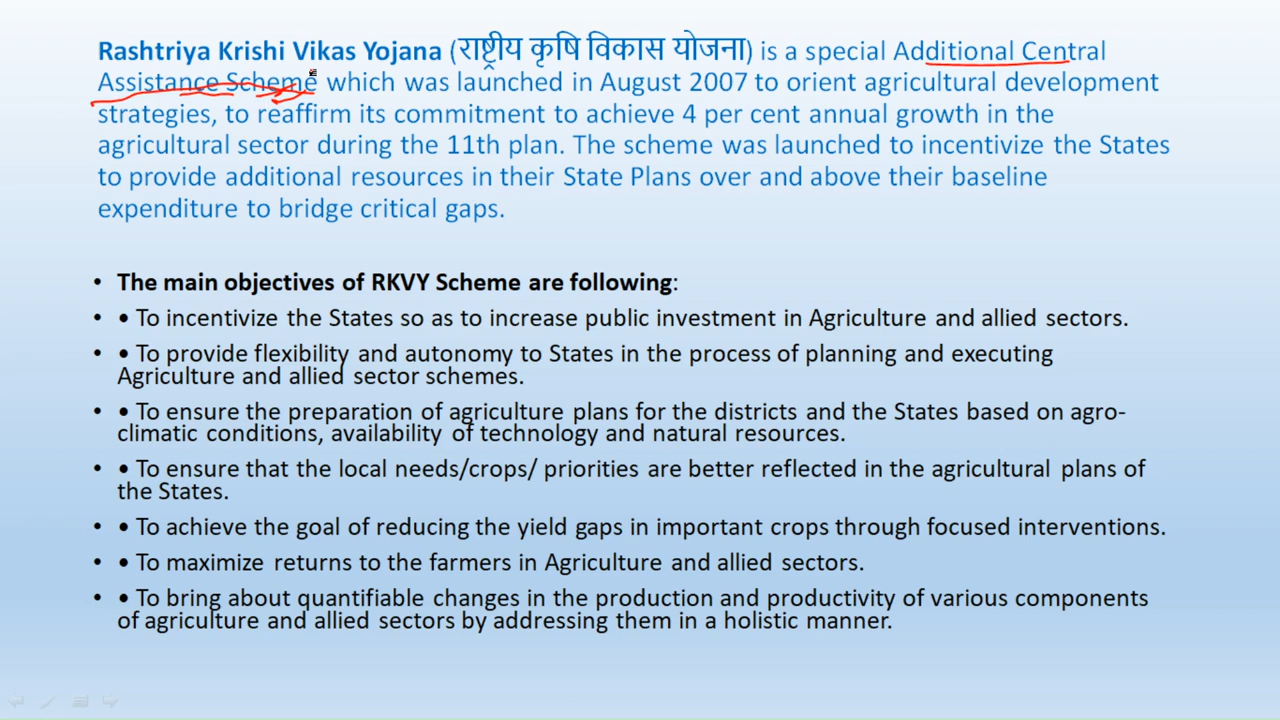 Rashtriya Krishi Vikas Yojana (राष्ट्रीय कृषि विकास योजना) is a special Additional Central
Assistance Scheme which was launched in August 2007 to orient agricultural development
strategies, to reaffirm its commitment to achieve 4 per cent annual growth in the
agricultural sector during the 11th plan. The scheme was launched to incentivize the States
to provide additional resources in their State Plans over and above their baseline
expenditure to bridge critical gaps.
• The main objectives of RKVY Scheme are following:
• • To incentivize the States so as to increase public investment in Agriculture and allied sectors.
• • To provide flexibility and autonomy to States in the process of planning and executing
Agriculture and allied sector schemes.
• • To ensure the preparation of agriculture plans for the districts and the States based on agro-
climatic conditions, availability of technology and natural resources.
• • To ensure that the local needs/crops/ priorities are better reflected in the agricultural plans of
the States.
• • To achieve the goal of reducing the yield gaps in important crops through focused interventions.
• • To maximize returns to the farmers in Agriculture and allied sectors.
• • To bring about quantifiable changes in the production and productivity of various components
of agriculture and allied sectors by addressing them in a holistic manner.